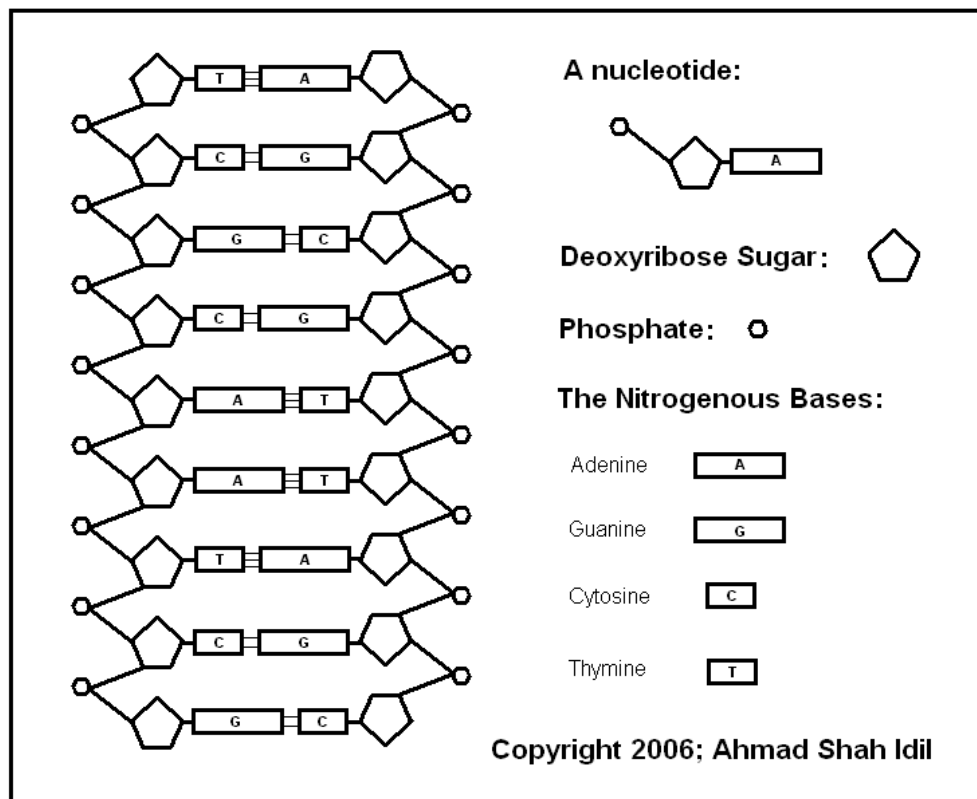 T A
C G
G C
C G
A T
A T
T A
C G
G C
A nucleotide:
A
Deoxyribose Sugar:
Phosphate:
The Nitrogenous Bases:
Adenine A
Guanine G
Cytosine C
Thymine T
Copyright 2006; Ahmad Shah Idil